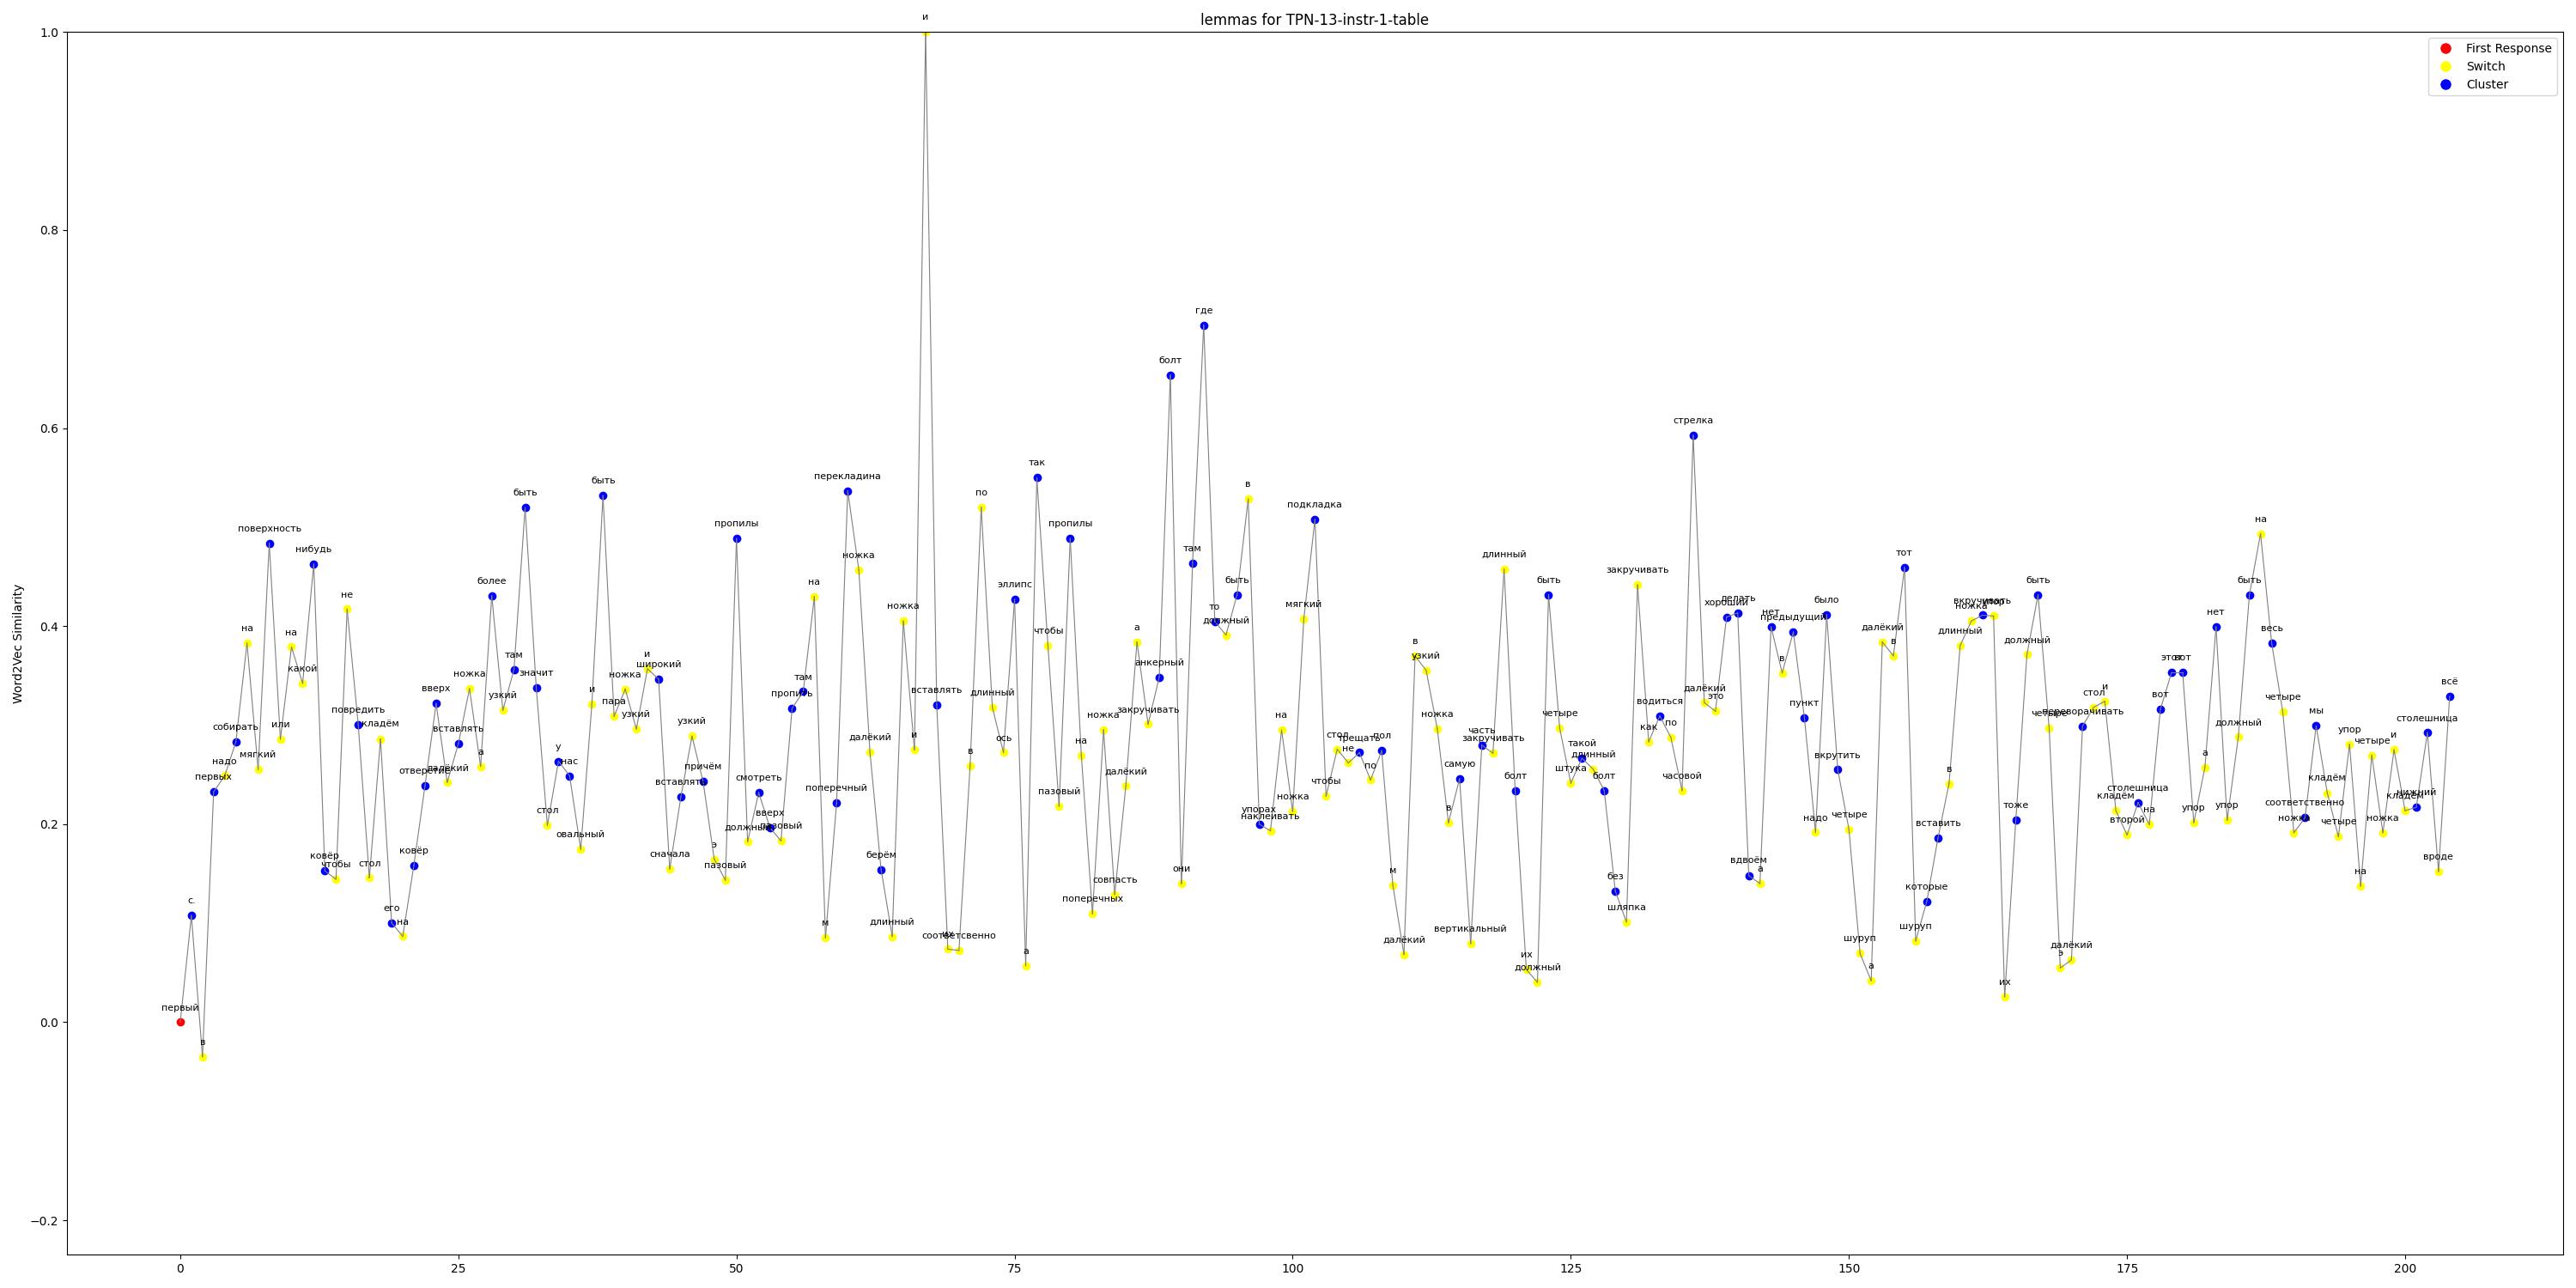 lemmas for TPN-13-instr-1-table
First Response
Switch
Cluster
Word2Vec Similarity
1.0
0.8
0.6
0.4
0.2
0.0
−0.2
0
25
50
75
100
125
150
175
200
первый
с.
в
первых
надо
собирать
на
мягкий
поверхность
или
на
какой
нибудь
ковёр
чтобы
не
повредить
стол
кладём
его
на
ковёр
отверстие
вверх
далёкий
вставлять
ножка
а
более
узкий
там
быть
значит
стол
у
нас
овальный
и
быть
пара
ножка
узкий
и
широкий
сначала
вставлять
узкий
причём
э
пазовый
пропилы
должный
смотреть
вверх
пазовый
пропить
там
на
м
поперечный
перекладина
ножка
далёкий
берём
длинный
ножка
и
и
вставлять
их
соответсвенно
в
по
длинный
ось
эллипс
а
так
чтобы
пазовый
пропилы
на
поперечных
ножка
совпасть
далёкий
а
закручивать
анкерный
болт
они
там
где
то
должный
быть
в
упорах
наклеивать
на
ножка
мягкий
подкладка
чтобы
стол
не
трещать
по
пол
м
далёкий
в
узкий
ножка
в
самую
вертикальный
часть
закручивать
длинный
болт
их
должный
быть
четыре
штука
такой
длинный
болт
без
шляпка
закручивать
как
водиться
по
часовой
стрелка
далёкий
это
хороший
делать
вдвоём
а
нет
в
предыдущий
пункт
надо
было
вкрутить
четыре
шуруп
а
далёкий
в
тот
шуруп
которые
вставить
в
длинный
ножка
вкручивать
упор
их
тоже
должный
быть
четыре
э
далёкий
переворачивать
стол
и
кладём
второй
столешница
на
вот
этот
вот
упор
а
нет
упор
должный
быть
на
весь
четыре
ножка
соответственно
мы
кладём
четыре
упор
на
четыре
ножка
и
кладём
нижний
столешница
вроде
всё